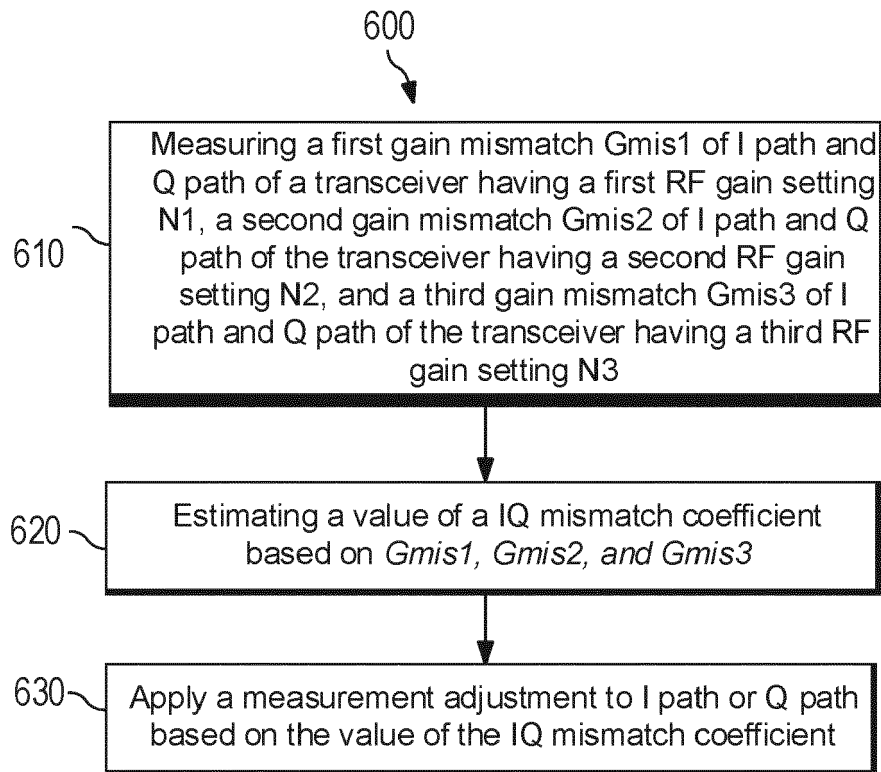 600
Measuring a first gain mismatch Gmis1 of I path and
Q path of a transceiver having a first RF gain setting
N1, a second gain mismatch Gmis2 of I path and Q
path of the transceiver having a second RF gain
setting N2, and a third gain mismatch Gmis3 of I
path and Q path of the transceiver having a third RF
gain setting N3
610
Estimating a value of a IQ mismatch coefficient
based on Gmis1, Gmis2, and Gmis3
620
630
Apply a measurement adjustment to I path or Q path
based on the value of the IQ mismatch coefficient